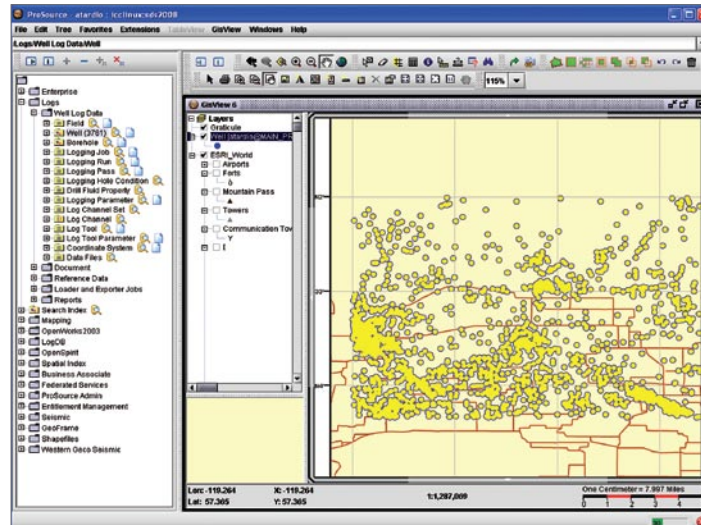 ProSource - atardio : lcclinux:sds2008
File Edit Tree Favorites Extensions TableView GisView Windows Help
/Logs/Well Log Data/Well
115%
Enterprise
Logs
Well Log Data
Field
Well (3761)
Borehole
Logging Job
Logging Run
Logging Pass
Logging Hole Condition
Drill Fluid Property
Logging Parameter
Log Channel Set
Log Channel
Log Tool
Log Tool Parameter
Coordinate System
Data Files
Document
Reference Data
Loader and Exporter Jobs
Reports
Search Index
Mapping
OpenWorks2003
LogDB
OpenSpirit
Spatial Index
Business Associate
Federated Services
ProSource Admin
Entitlement Management
Seismic
GeoFrame
Shapefiles
Western Geco Seismic
GisView 6
Layers
Graticule
Well [atardio@MAIN_PR
ESRI_World
Airports
Forts
Mountain Pass
Towers
Communication Tow
Lon: -119.264 X: -119.264
Lat: 57.365 Y: 57.365
1:1,287,009
One Centimeter = 7.997 Miles
0 1 2 3 4